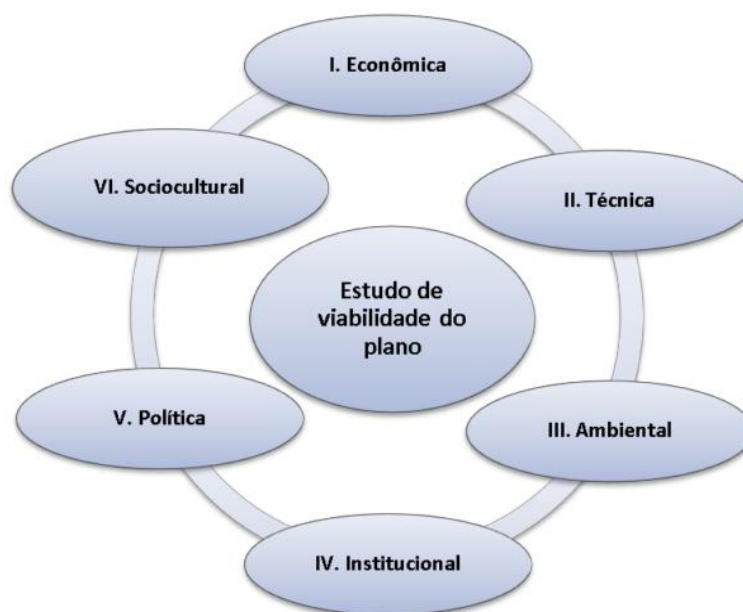 I. Econômica
II. Técnica
III. Ambiental
IV. Institucional
V. Política
VI. Sociocultural
Estudo de
viabilidade do
plano